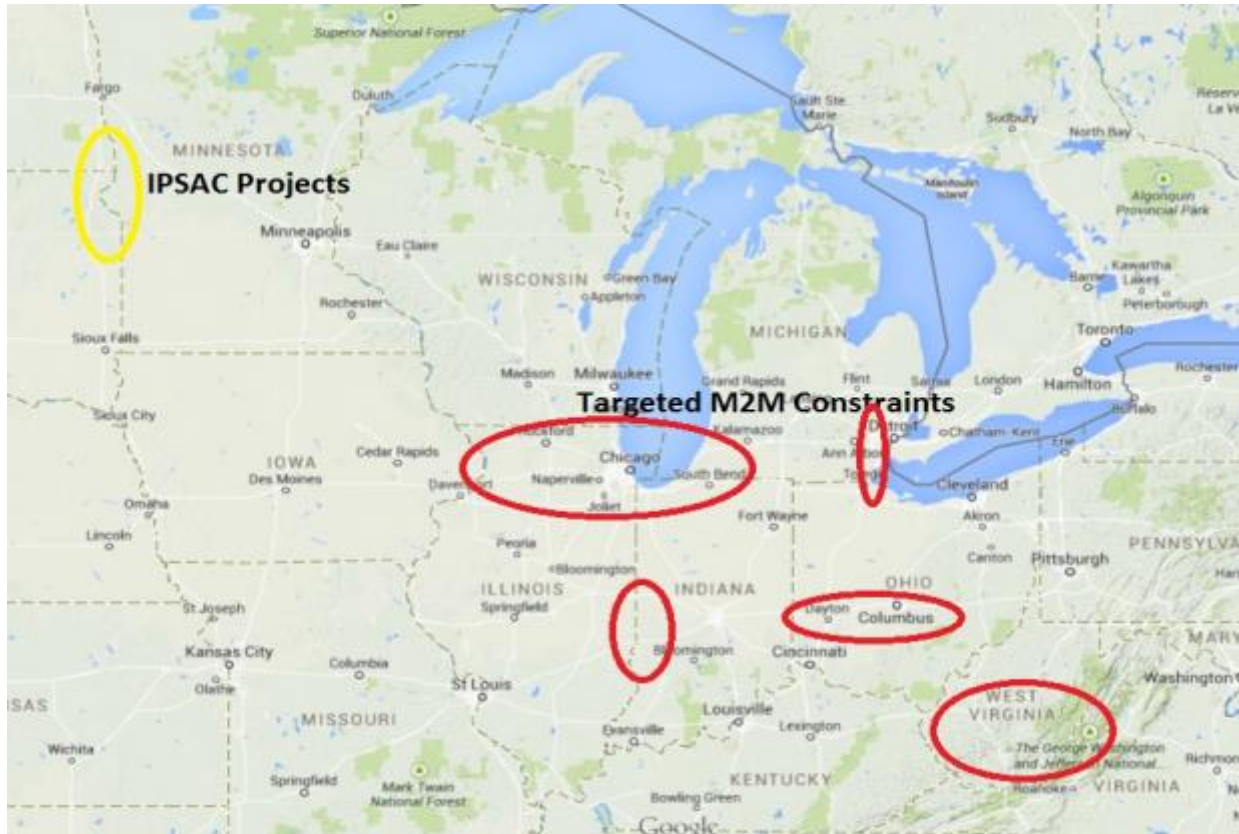 Superior National Forest
Fargo
Duluth
Sault Ste. Marie
Sudbury
North Bay
MINNESOTA
IPSAC Projects
Manitoulin Island
Algonquin Provincial Park
Minneapolis
Eau Claire
WISCONSIN
Green Bay
Appleton
Barrie
Kawartha Lakes
Peterborough
Rochester
MICHIGAN
Toronto
Sioux Falls
Madison
Milwaukee
Grand Rapids
Flint
Sarnia
London
Hamilton
Rochester
Targeted M2M Constraints
Buffalo
Sioux City
Rockford
Kalamazoo
Detroit
Chatham-Kent
Erie
IOWA
Cedar Rapids
Chicago
Ann Arbor
Des Moines
Davenport
Naperville
South Bend
Toledo
Cleveland
Omaha
Joliet
Fort Wayne
Akron
Lincoln
Peoria
Canton
Pittsburgh
PENNSYLVA
Bloomington
ILLINOIS
INDIANA
OHIO
St Joseph
Springfield
Dayton
Columbus
Kansas City
Columbia
Bloomington
Cincinnati
MARY
Olathe
St Louis
Washington
SAS
MISSOURI
Louisville
WEST VIRGINIA
Evansville
Lexington
Wichita
The George Washington and Jefferson National
Richmon
Springfield
Mark Twain National Forest
KENTUCKY
Roanoke
VIRGINIA
Bowling Green
Google